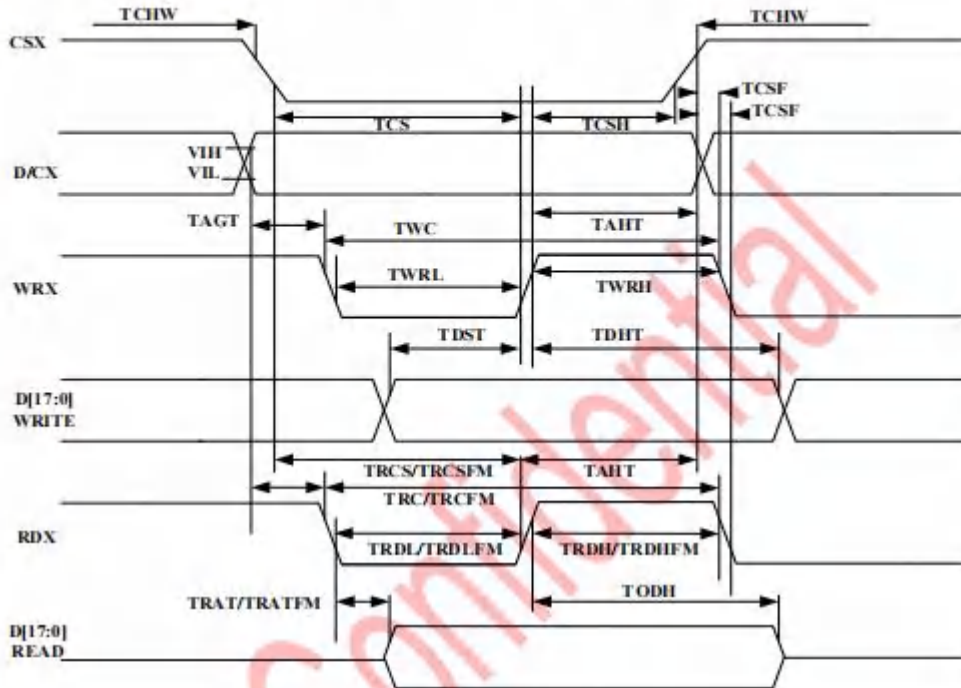 TCHW TCHW
CSX
TCSF
TCS TCSH TCSF
VIH
D/CX VIL
TAGT TWC TAHT
WRX TWRL TWRH
TDST TDHT
D[17:0]
WRITE
TRCS/TRCSFM TAHT
TRC/TRCFM
RDX
TRDL/TRDLFM TRDH/TRDHFM
TRAT/TRATFM TODH
D[17:0]
READ
Confidential